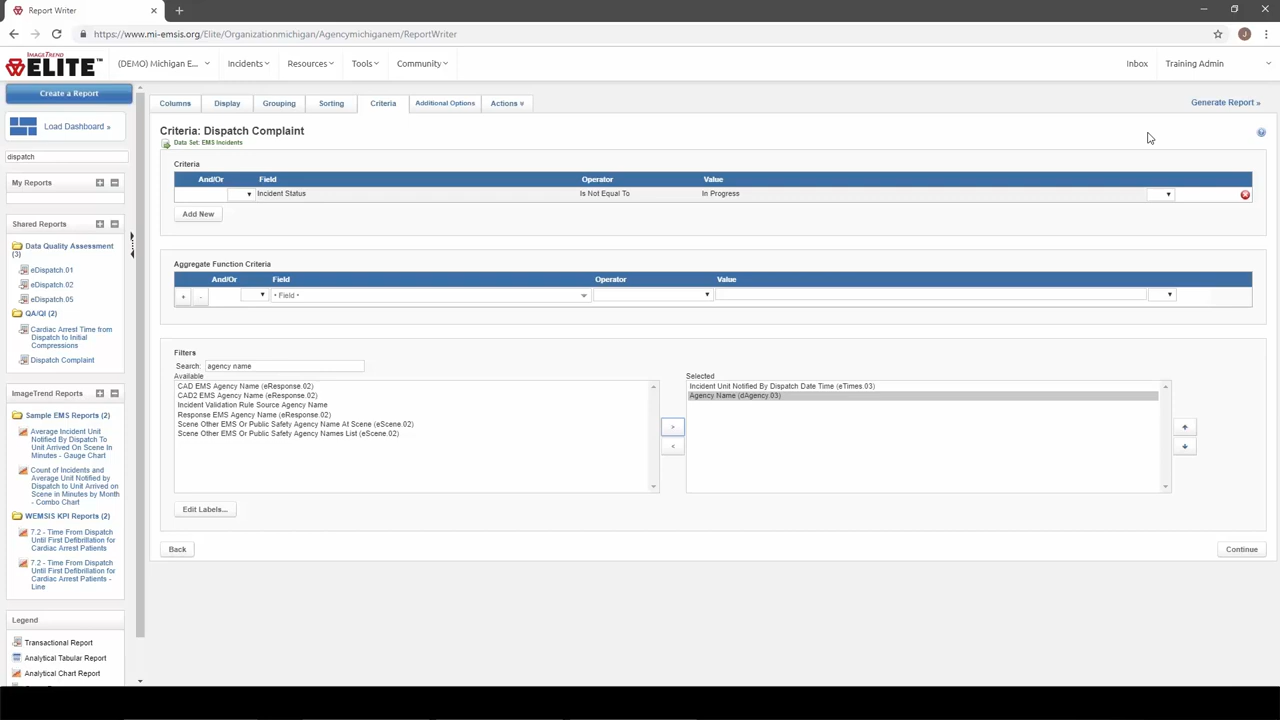 Report Writer
https://www.mi-emsis.org/Elite/Organizationmichigan/Agencymichiganem/ReportWriter
J
IMAGETREND
ELITE™
(DEMO) Michigan E...
Incidents
Resources
Tools
Community
Inbox
Training Admin
Create a Report
Load Dashboard »
dispatch
My Reports
Shared Reports
Data Quality Assessment
(3)
eDispatch.01
eDispatch.02
eDispatch.05
QA/QI (2)
Cardiac Arrest Time from
Dispatch to Initial
Compressions
Dispatch Complaint
ImageTrend Reports
Sample EMS Reports (2)
Average Incident Unit
Notified By Dispatch To
Unit Arrived On Scene In
Minutes - Gauge Chart
Count of Incidents and
Average Unit Notified by
Dispatch to Unit Arrived on
Scene in Minutes by Month
- Combo Chart
WEMSIS KPI Reports (2)
7.2 - Time From Dispatch
Until First Defibrillation for
Cardiac Arrest Patients
7.2 - Time From Dispatch
Until First Defibrillation for
Cardiac Arrest Patients -
Line
Legend
Transactional Report
Analytical Tabular Report
Analytical Chart Report
Columns
Display
Grouping
Sorting
Criteria
Additional Options
Actions
Generate Report »
Criteria: Dispatch Complaint
Data Set: EMS Incidents
Criteria
And/Or Field Operator Value
Incident Status Is Not Equal To In Progress
Add New
Aggregate Function Criteria
And/Or Field Operator Value
+ - • Field •
Filters
Search: agency name
Available
CAD EMS Agency Name (eResponse.02)
CAD2 EMS Agency Name (eResponse.02)
Incident Validation Rule Source Agency Name
Response EMS Agency Name (eResponse.02)
Scene Other EMS Or Public Safety Agency Name At Scene (eScene.02)
Scene Other EMS Or Public Safety Agency Names List (eScene.02)
>
<
Selected
Incident Unit Notified By Dispatch Date Time (eTimes.03)
Agency Name (dAgency.03)
Edit Labels...
Back
Continue